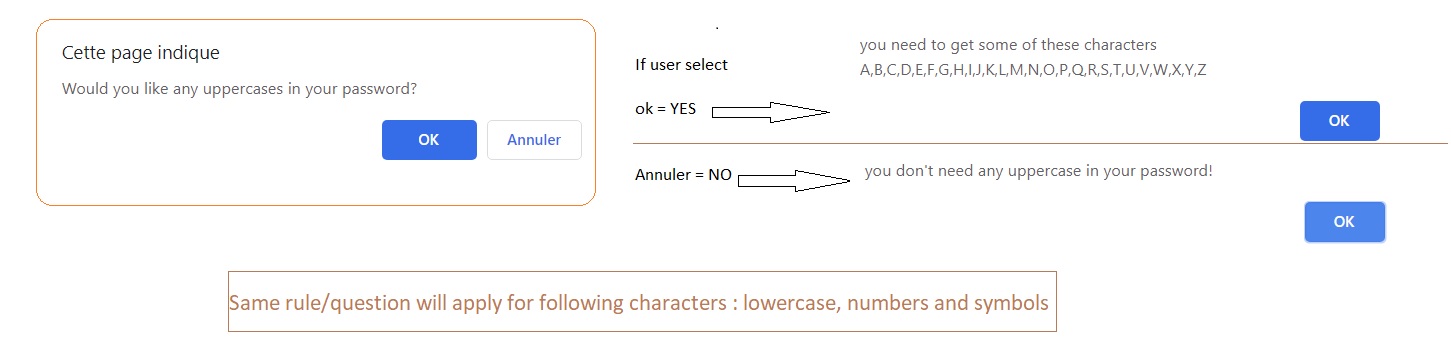 Cette page indique
Would you like any uppercases in your password?
OK
Annuler
If user select
ok = YES
you need to get some of these characters
A,B,C,D,E,F,G,H,I,J,K,L,M,N,O,P,Q,R,S,T,U,V,W,X,Y,Z
OK
Annuler = NO
you don't need any uppercase in your password!
OK
Same rule/question will apply for following characters : lowercase, numbers and symbols